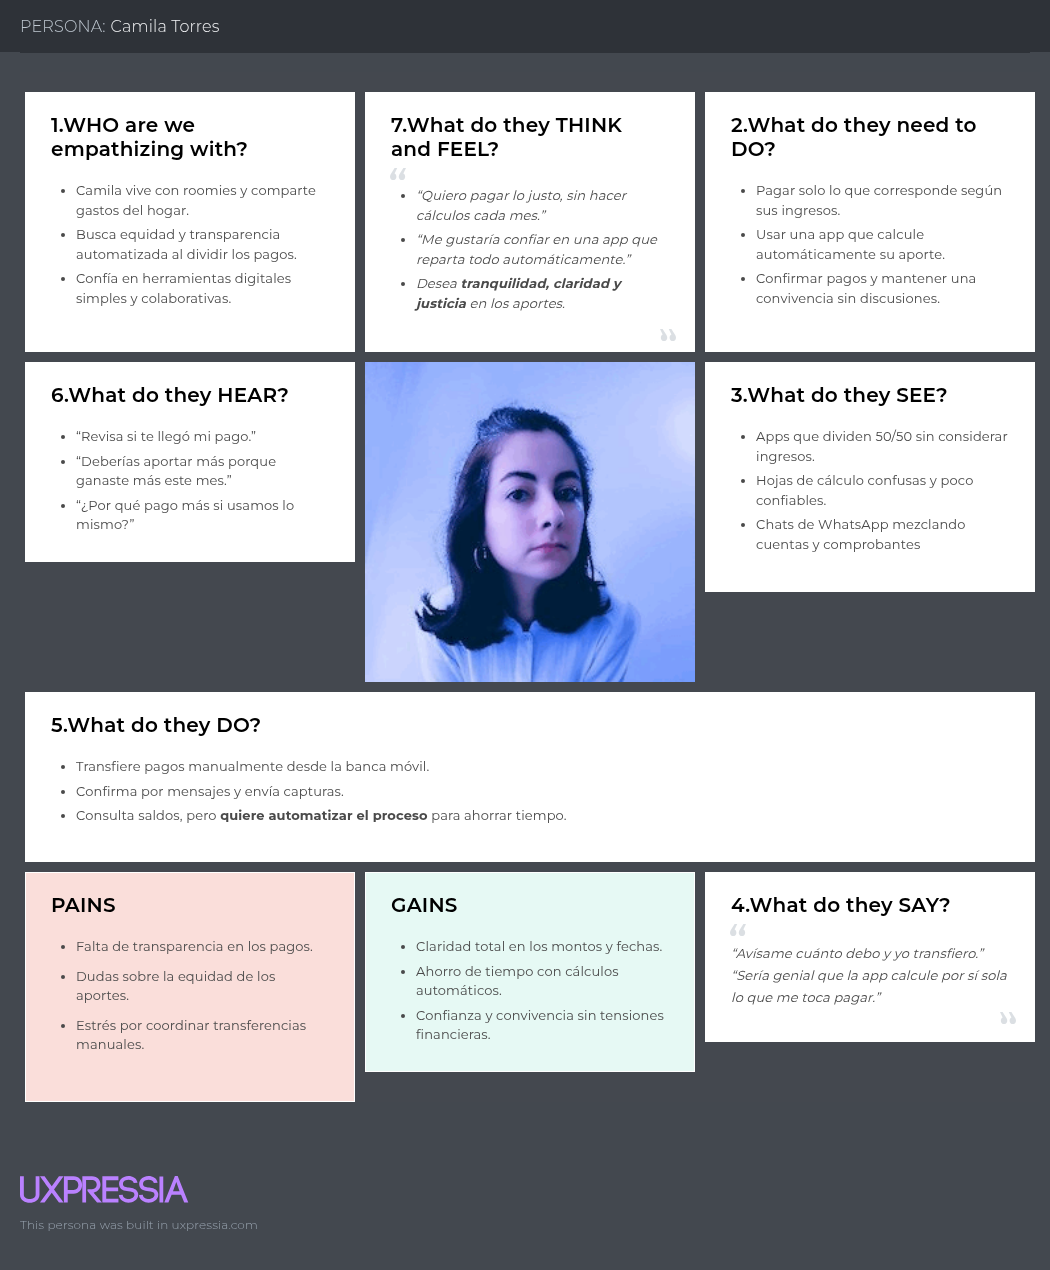 PERSONA: Camila Torres
1.WHO are we
empathizing with?
• Camila vive con roomies y comparte
gastos del hogar.
• Busca equidad y transparencia
automatizada al dividir los pagos.
• Confía en herramientas digitales
simples y colaborativas.
7.What do they THINK
and FEEL?
“
• “Quiero pagar lo justo, sin hacer
cálculos cada mes.”
• “Me gustaría confiar en una app que
reparta todo automáticamente.”
• Desea tranquilidad, claridad y
justicia en los aportes.
”
2.What do they need to
DO?
• Pagar solo lo que corresponde según
sus ingresos.
• Usar una app que calcule
automáticamente su aporte.
• Confirmar pagos y mantener una
convivencia sin discusiones.
6.What do they HEAR?
• “Revisa si te llegó mi pago.”
• “Deberías aportar más porque
ganaste más este mes.”
• “¿Por qué pago más si usamos lo
mismo?”
3.What do they SEE?
• Apps que dividen 50/50 sin considerar
ingresos.
• Hojas de cálculo confusas y poco
confiables.
• Chats de WhatsApp mezclando
cuentas y comprobantes
5.What do they DO?
• Transfiere pagos manualmente desde la banca móvil.
• Confirma por mensajes y envía capturas.
• Consulta saldos, pero quiere automatizar el proceso para ahorrar tiempo.
PAINS
• Falta de transparencia en los pagos.
• Dudas sobre la equidad de los
aportes.
• Estrés por coordinar transferencias
manuales.
GAINS
• Claridad total en los montos y fechas.
• Ahorro de tiempo con cálculos
automáticos.
• Confianza y convivencia sin tensiones
financieras.
4.What do they SAY?
“
“Avísame cuánto debo y yo transfiero.”
“Sería genial que la app calcule por sí sola
lo que me toca pagar.”
”
UXPRESSIA
This persona was built in uxpressia.com